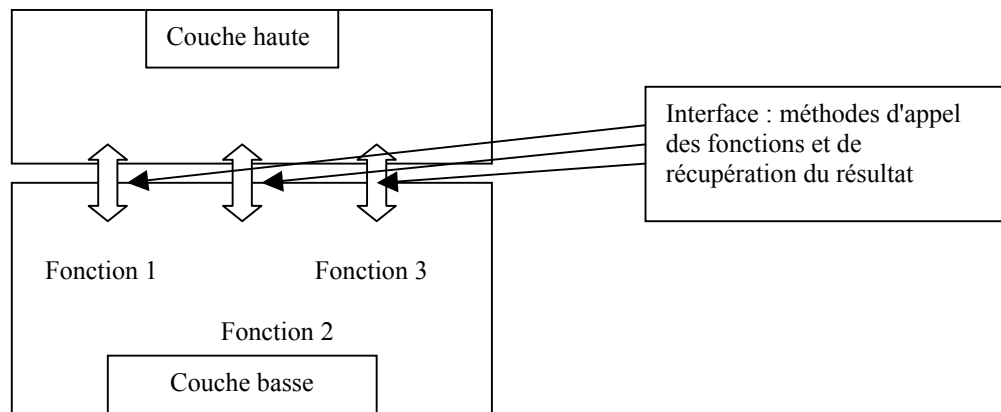 Couche haute
Interface : méthodes d'appel
des fonctions et de
récupération du résultat
Fonction 1
Fonction 3
Fonction 2
Couche basse